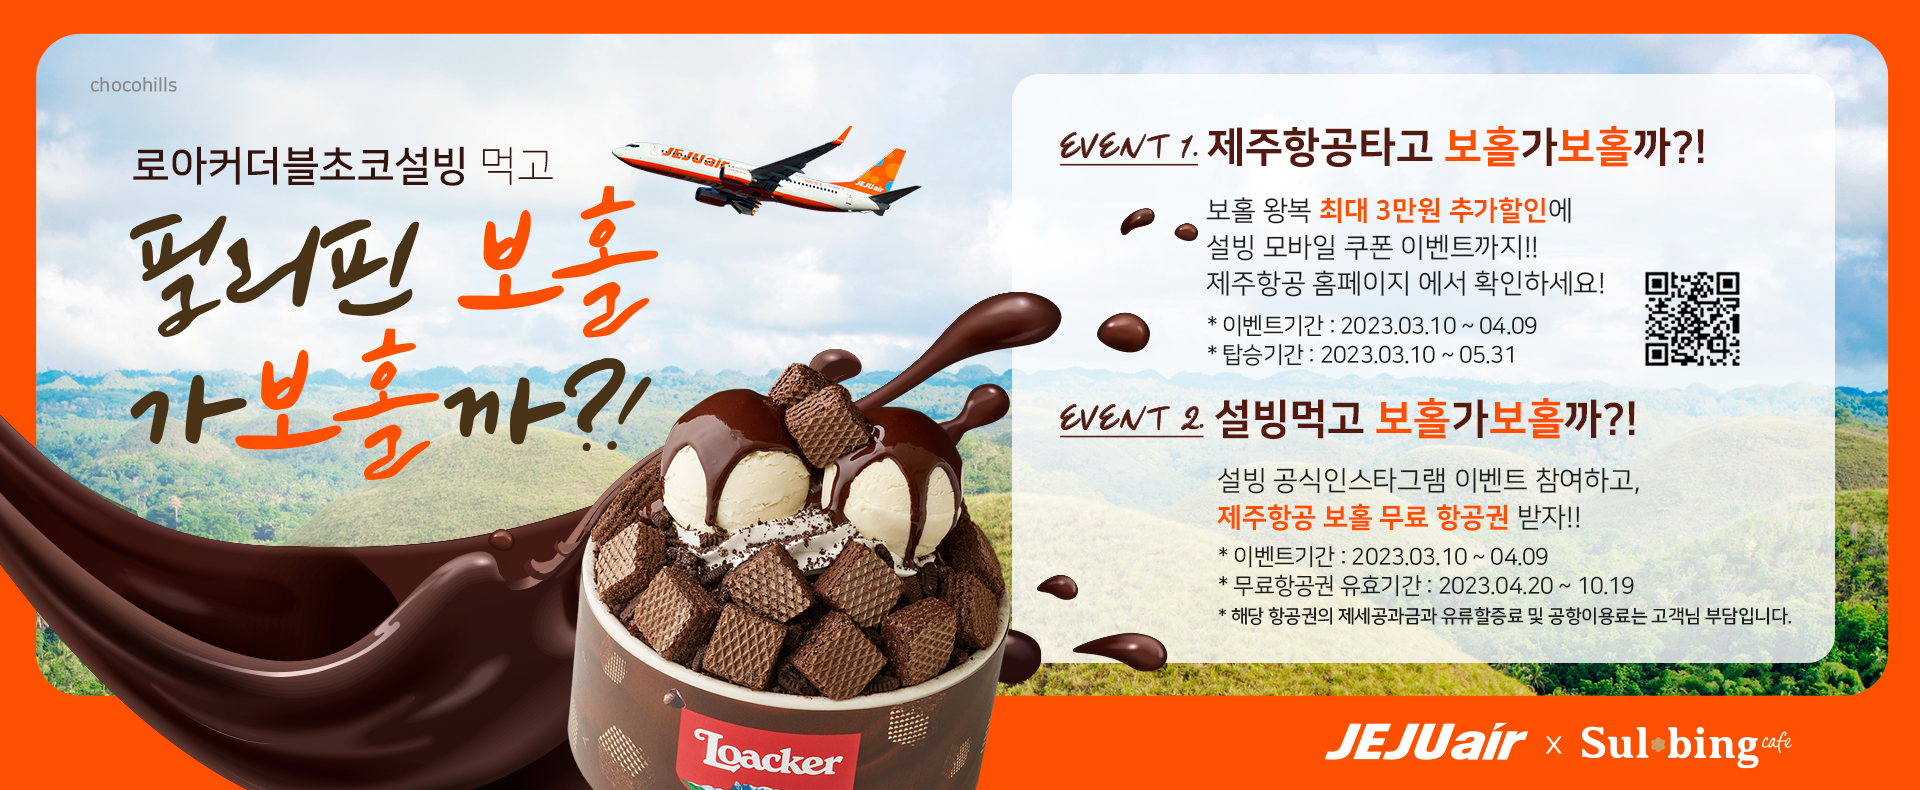 chocohills
로아커더블초코설빙 먹고
필리핀 보홀
가보홀까?!
JEJUair
JEJUair
EVENT 1. 제주항공타고 보홀가보홀까?!
보홀 왕복 최대 3만원 추가할인에
설빙 모바일 쿠폰 이벤트까지!!
제주항공 홈페이지 에서 확인하세요!
* 이벤트기간 : 2023.03.10 ~ 04.09
* 탑승기간 : 2023.03.10 ~ 05.31
EVENT 2. 설빙먹고 보홀가보홀까?!
설빙 공식인스타그램 이벤트 참여하고,
제주항공 보홀 무료 항공권 받자!!
* 이벤트기간 : 2023.03.10 ~ 04.09
* 무료항공권 유효기간 : 2023.04.20 ~ 10.19
* 해당 항공권의 제세공과금과 유류할증료 및 공항이용료는 고객님 부담입니다.
Loacker
JEJUair x Sulbing cafe